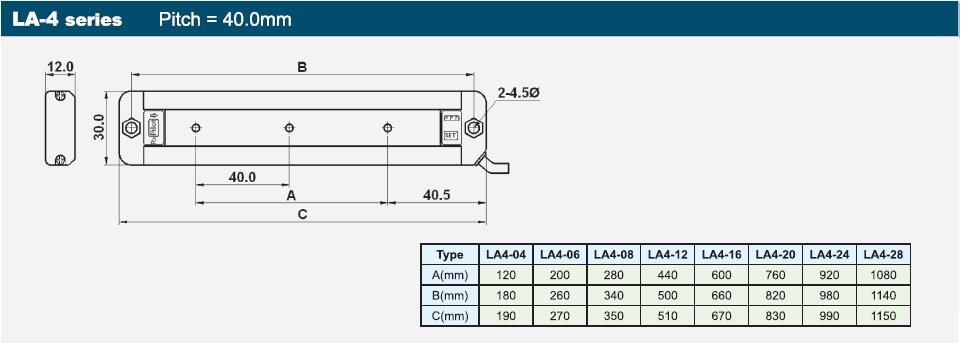 LA-4 series Pitch = 40.0mm
12.0
B
2-4.5Ø
30.0
SET
40.0
A
40.5
C
Type LA4-04 LA4-06 LA4-08 LA4-12 LA4-16 LA4-20 LA4-24 LA4-28
A(mm) 120 200 280 440 600 760 920 1080
B(mm) 180 260 340 500 660 820 980 1140
C(mm) 190 270 350 510 670 830 990 1150